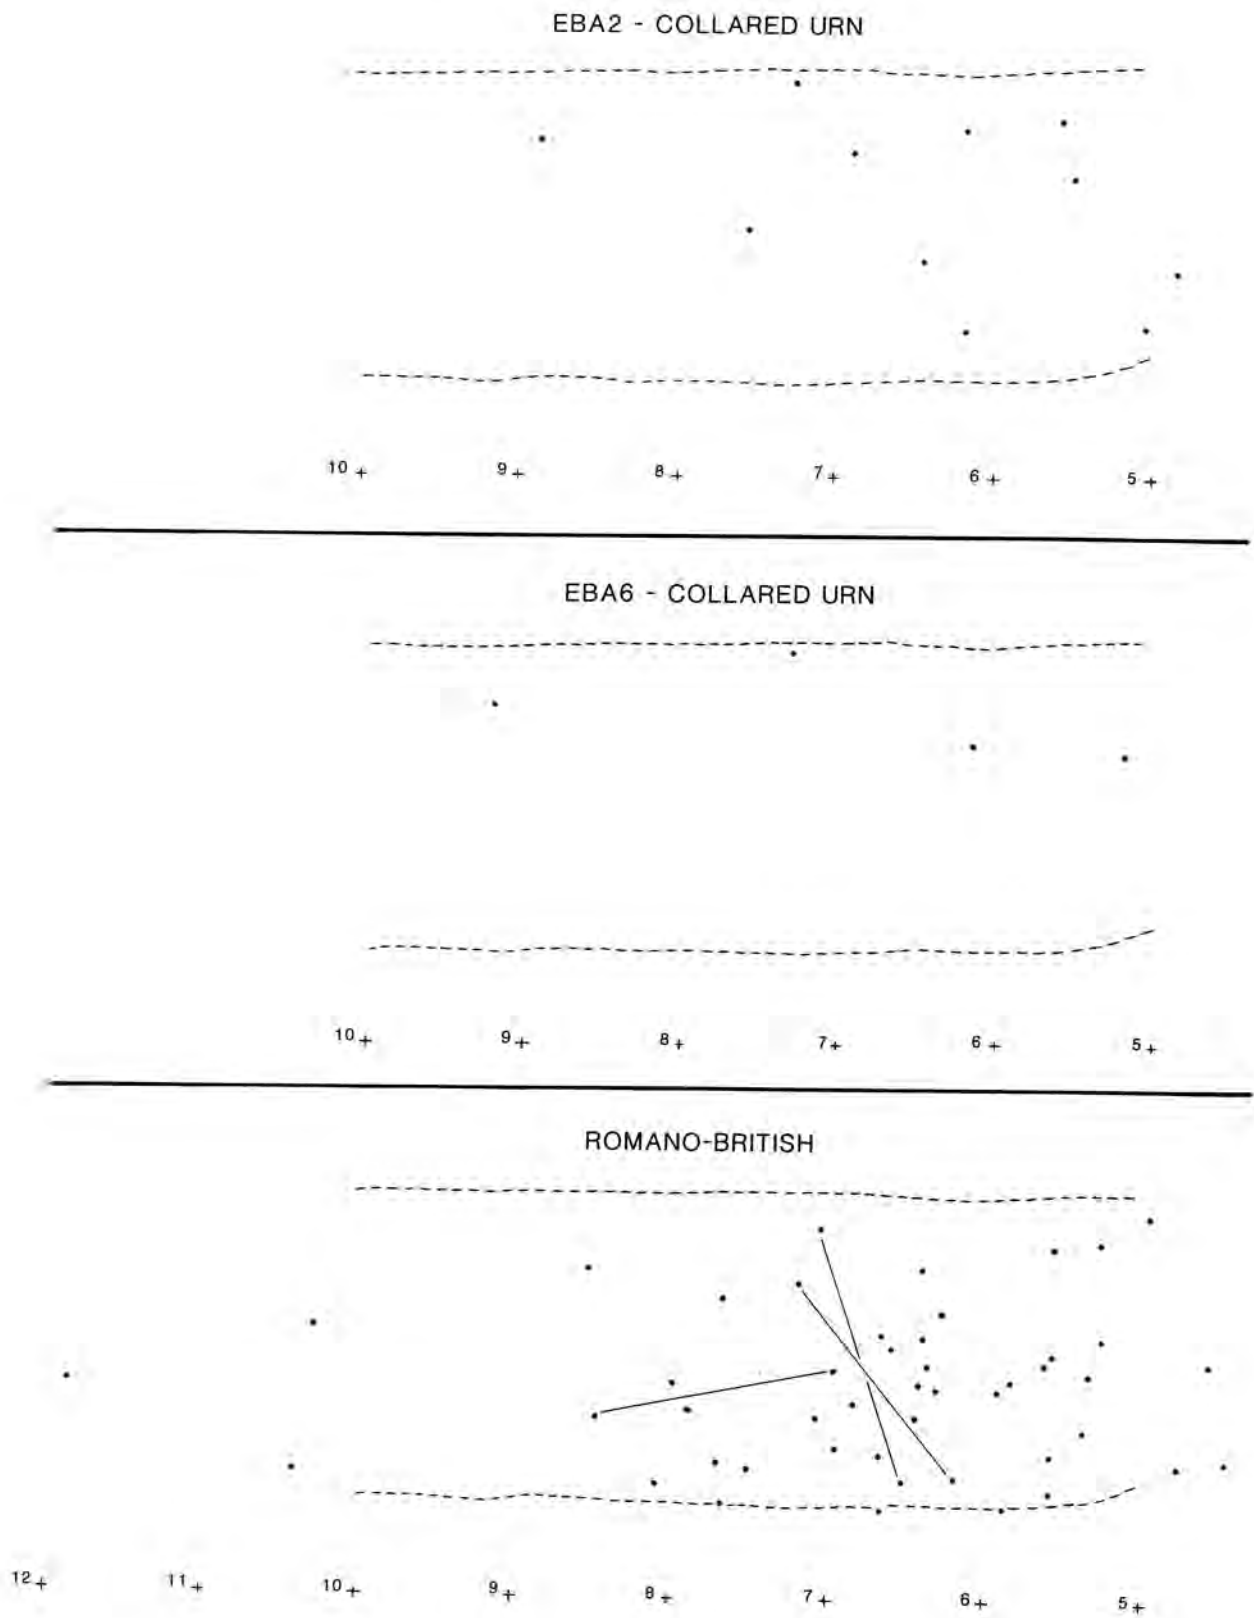 EBA2 - COLLARED URN
10 + 9 + 8 + 7 + 6 + 5 +
EBA6 - COLLARED URN
10 + 9 + 8 + 7 + 6 + 5 +
ROMANO-BRITISH
12 + 11 + 10 + 9 + 8 + 7 + 6 + 5 +